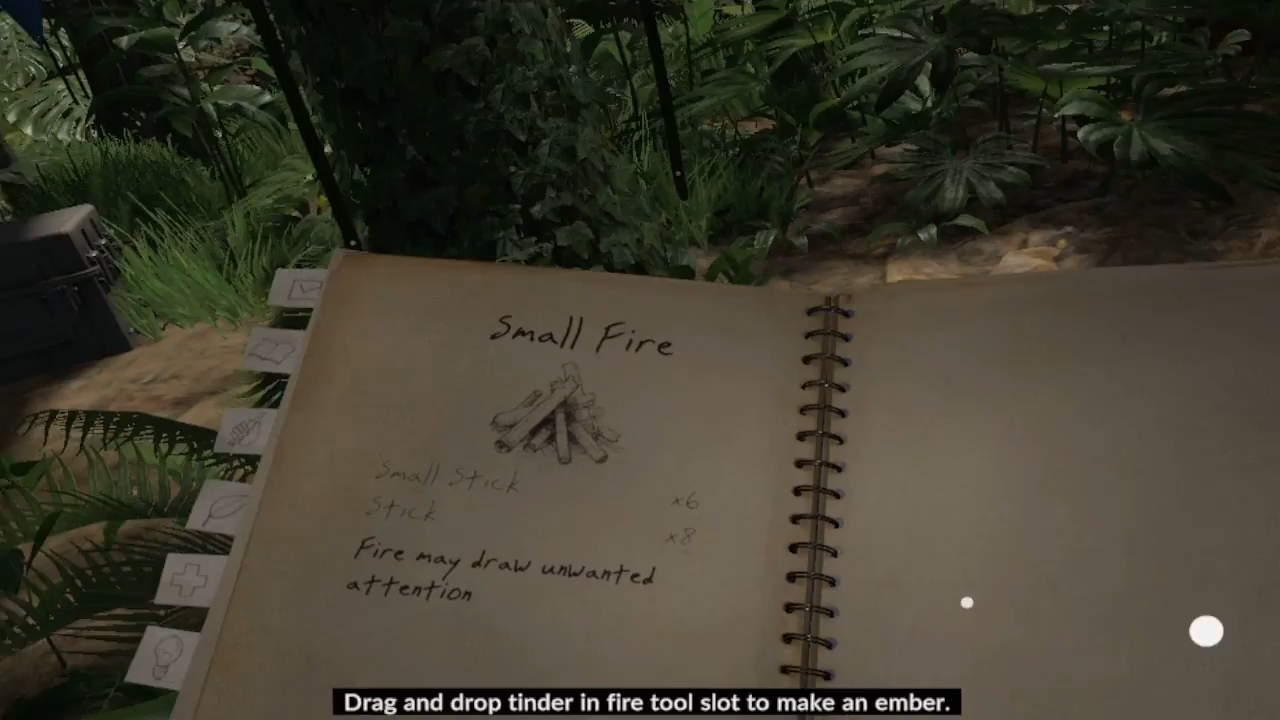 Small Fire
Small Stick x6
Stick x8
Fire may draw unwanted
attention
Drag and drop tinder in fire tool slot to make an ember.